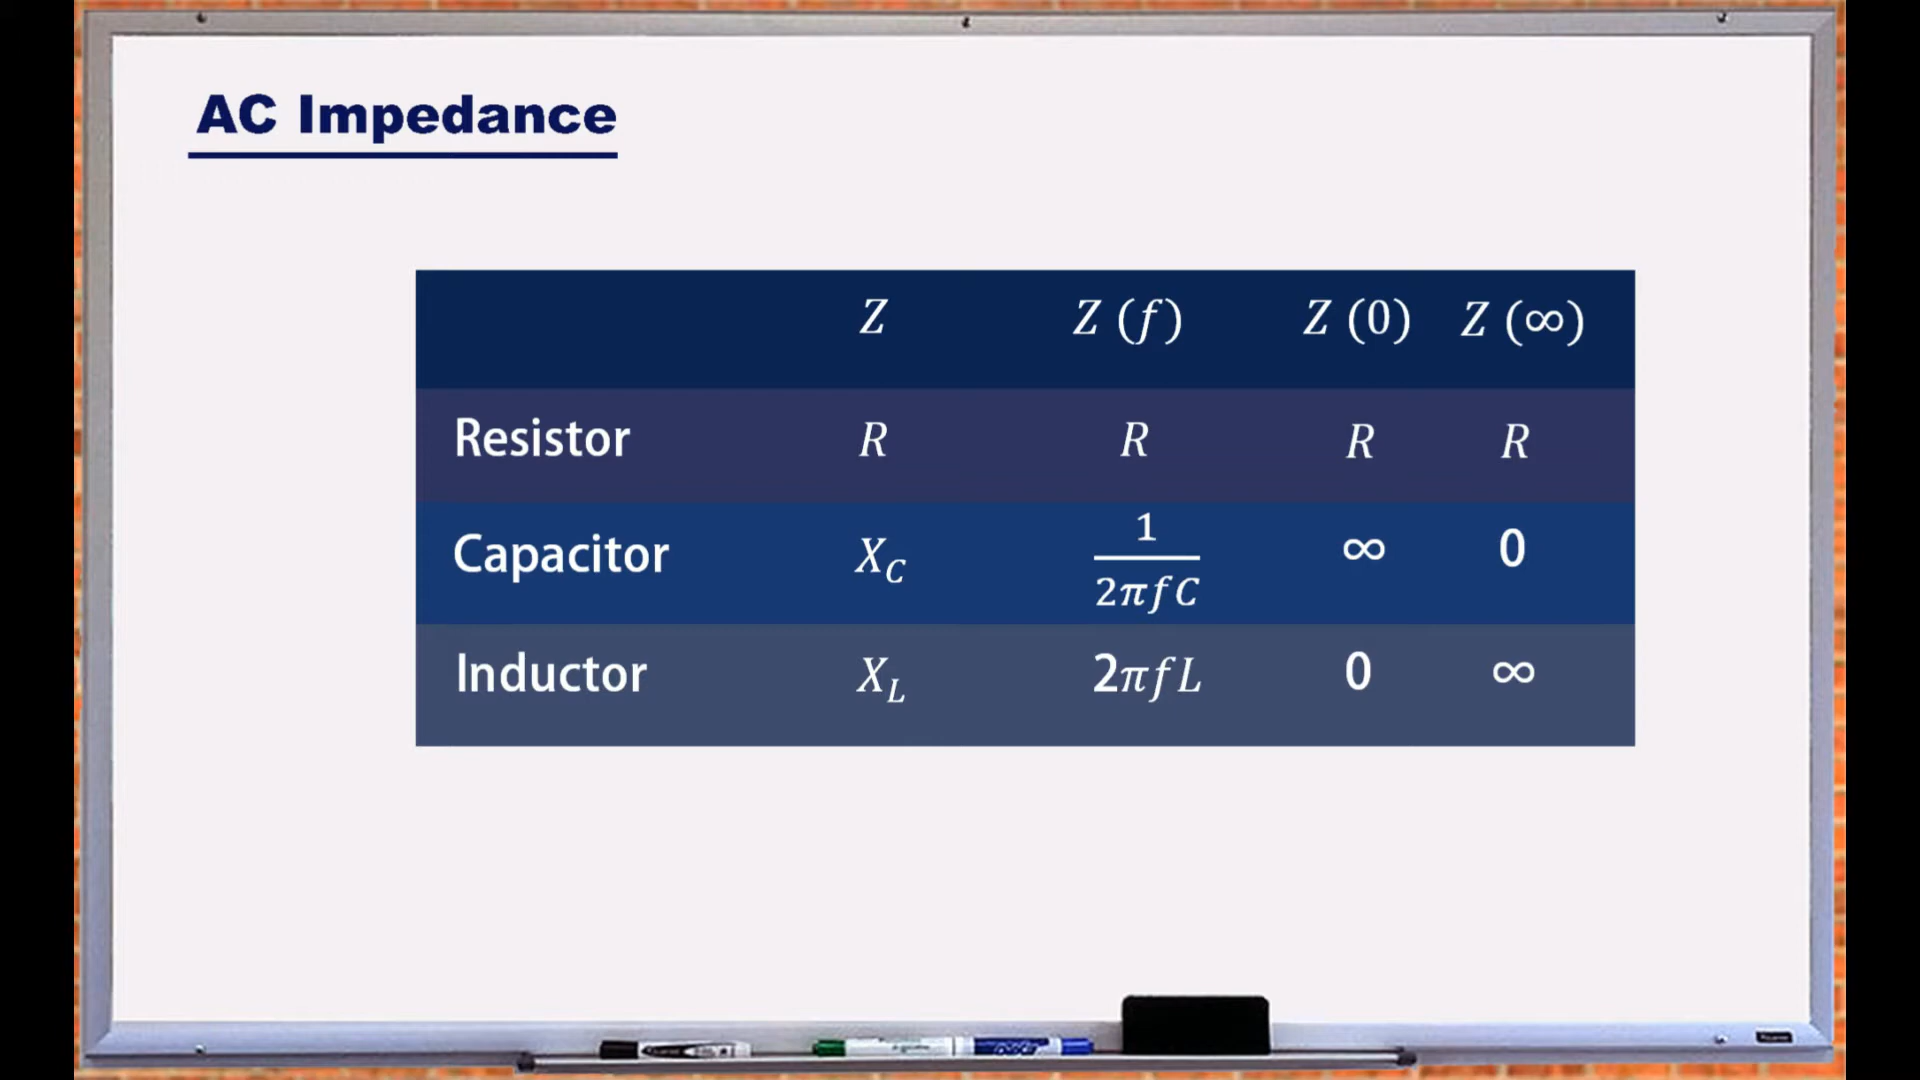 AC Impedance
Z Z (f) Z (0) Z (∞)
Resistor R R R R
Capacitor X_C 1/(2πfC) ∞ 0
Inductor X_L 2πfL 0 ∞